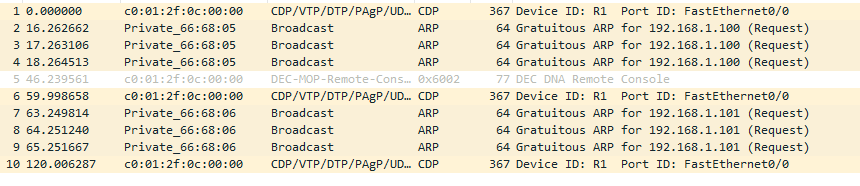 1 0.000000 c0:01:2f:0c:00:00 CDP/VTP/DTP/PAgP/UD… CDP 367 Device ID: R1 Port ID: FastEthernet0/0
2 16.262662 Private_66:68:05 Broadcast ARP 64 Gratuitous ARP for 192.168.1.100 (Request)
3 17.263106 Private_66:68:05 Broadcast ARP 64 Gratuitous ARP for 192.168.1.100 (Request)
4 18.264513 Private_66:68:05 Broadcast ARP 64 Gratuitous ARP for 192.168.1.100 (Request)
5 46.239561 c0:01:2f:0c:00:00 DEC-MOP-Remote-Cons… 0x6002 77 DEC DNA Remote Console
6 59.998658 c0:01:2f:0c:00:00 CDP/VTP/DTP/PAgP/UD… CDP 367 Device ID: R1 Port ID: FastEthernet0/0
7 63.249814 Private_66:68:06 Broadcast ARP 64 Gratuitous ARP for 192.168.1.101 (Request)
8 64.251240 Private_66:68:06 Broadcast ARP 64 Gratuitous ARP for 192.168.1.101 (Request)
9 65.251667 Private_66:68:06 Broadcast ARP 64 Gratuitous ARP for 192.168.1.101 (Request)
10 120.006287 c0:01:2f:0c:00:00 CDP/VTP/DTP/PAgP/UD… CDP 367 Device ID: R1 Port ID: FastEthernet0/0